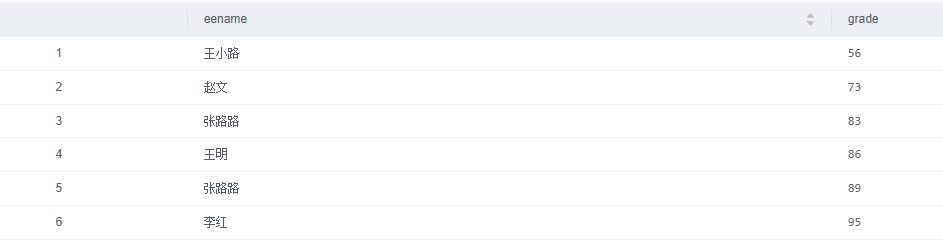 eename grade
1 王小路 56
2 赵文 73
3 张路路 83
4 王明 86
5 张路路 89
6 李红 95